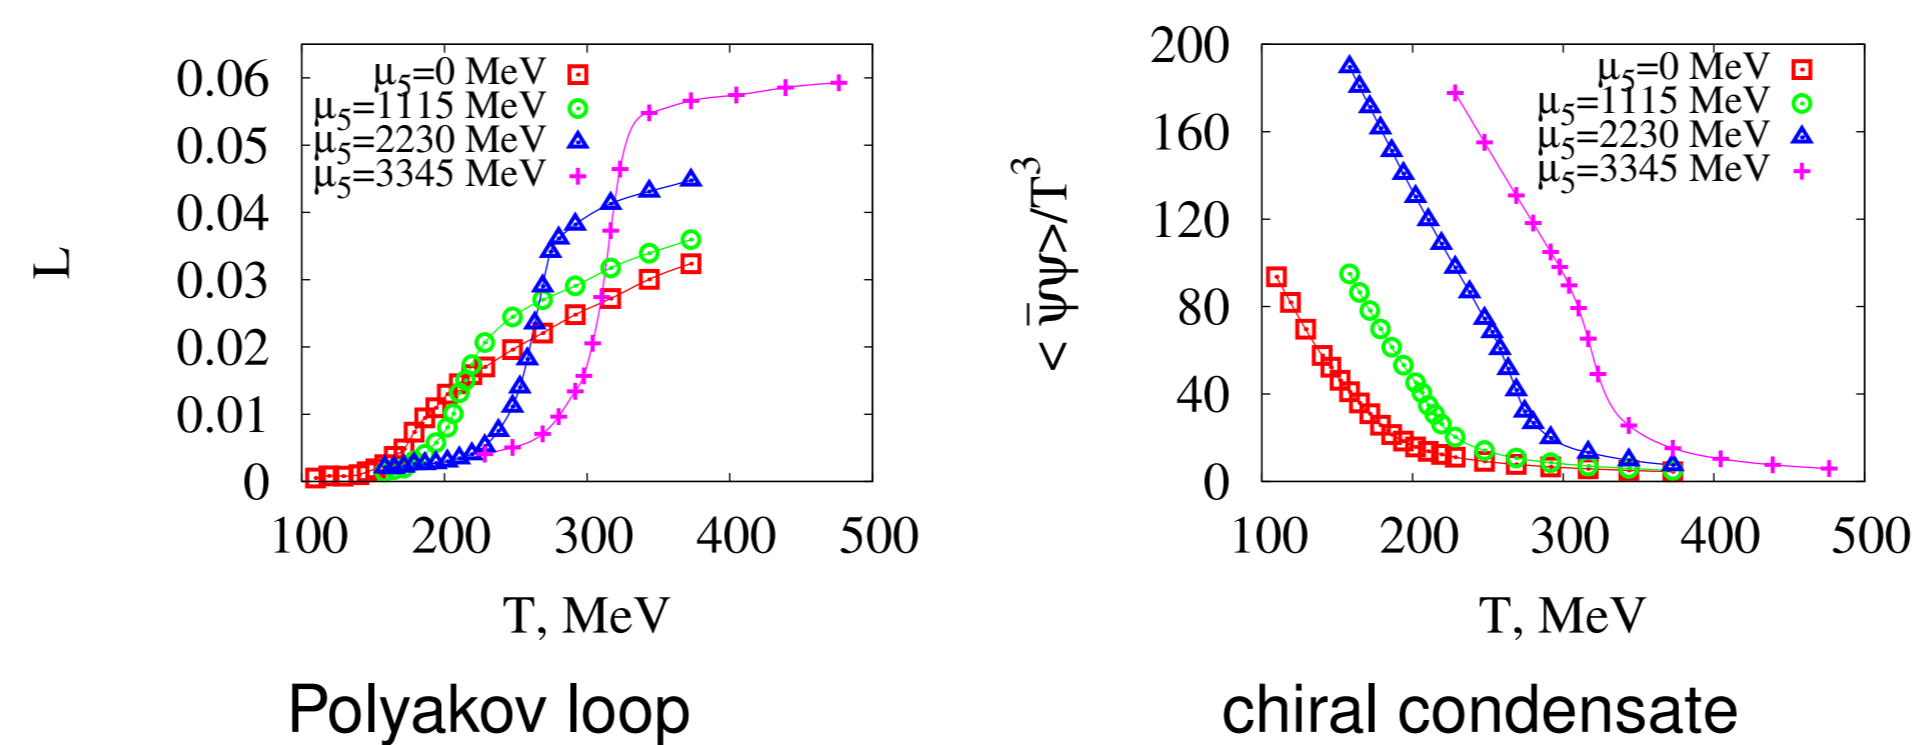 0.06
0.05
0.04
0.03
0.02
0.01
0
L
μ₅=0 MeV
μ₅=1115 MeV
μ₅=2230 MeV
μ₅=3345 MeV
100 200 300 400 500
T, MeV
Polyakov loop
200
160
120
80
40
0
< ψ̄ψ>/T³
μ₅=0 MeV
μ₅=1115 MeV
μ₅=2230 MeV
μ₅=3345 MeV
100 200 300 400 500
T, MeV
chiral condensate